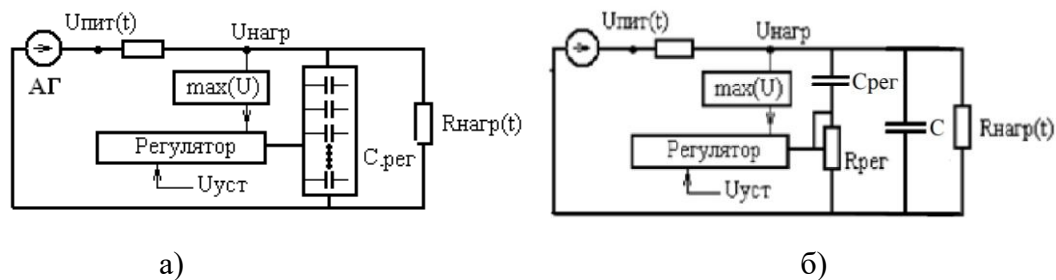 Uпит(t)
Uнагр
АГ
max(U)
Rнагр(t)
Регулятор
C.рег
Uуст
а)
Uпит(t)
Uнагр
max(U)
Cрег
Регулятор
C
Rнагр(t)
Rрег
Uуст
б)